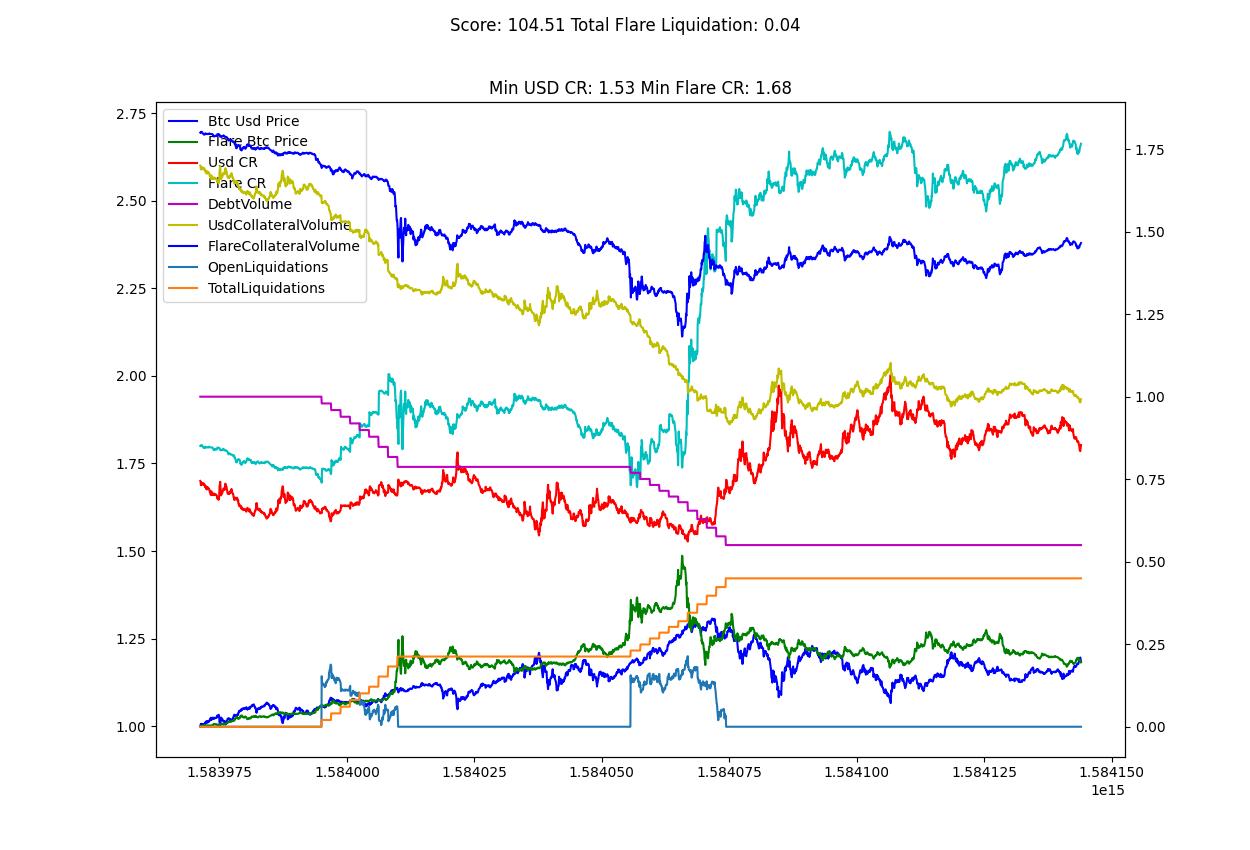 Score: 104.51 Total Flare Liquidation: 0.04
Min USD CR: 1.53 Min Flare CR: 1.68
Btc Usd Price
Flare Btc Price
Usd CR
Flare CR
DebtVolume
UsdCollateralVolume
FlareCollateralVolume
OpenLiquidations
TotalLiquidations
2.75
2.50
2.25
2.00
1.75
1.50
1.25
1.00
1.75
1.50
1.25
1.00
0.75
0.50
0.25
0.00
1.583975 1.584000 1.584025 1.584050 1.584075 1.584100 1.584125 1.584150
1e15